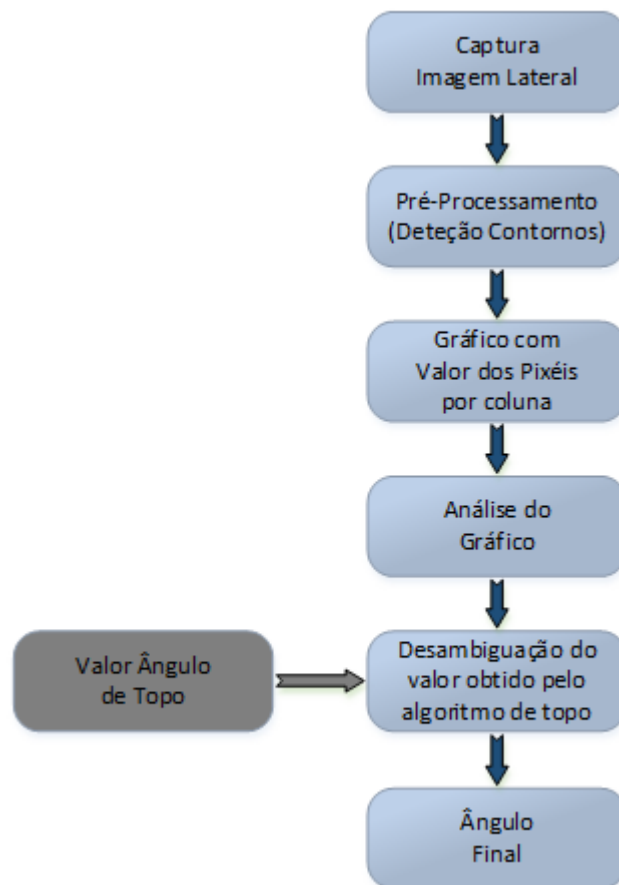 Captura
Imagem Lateral
Pré-Processamento
(Deteção Contornos)
Gráfico com
Valor dos Pixéis
por coluna
Análise do
Gráfico
Valor Ângulo
de Topo
Desambiguação do
valor obtido pelo
algoritmo de topo
Ângulo
Final